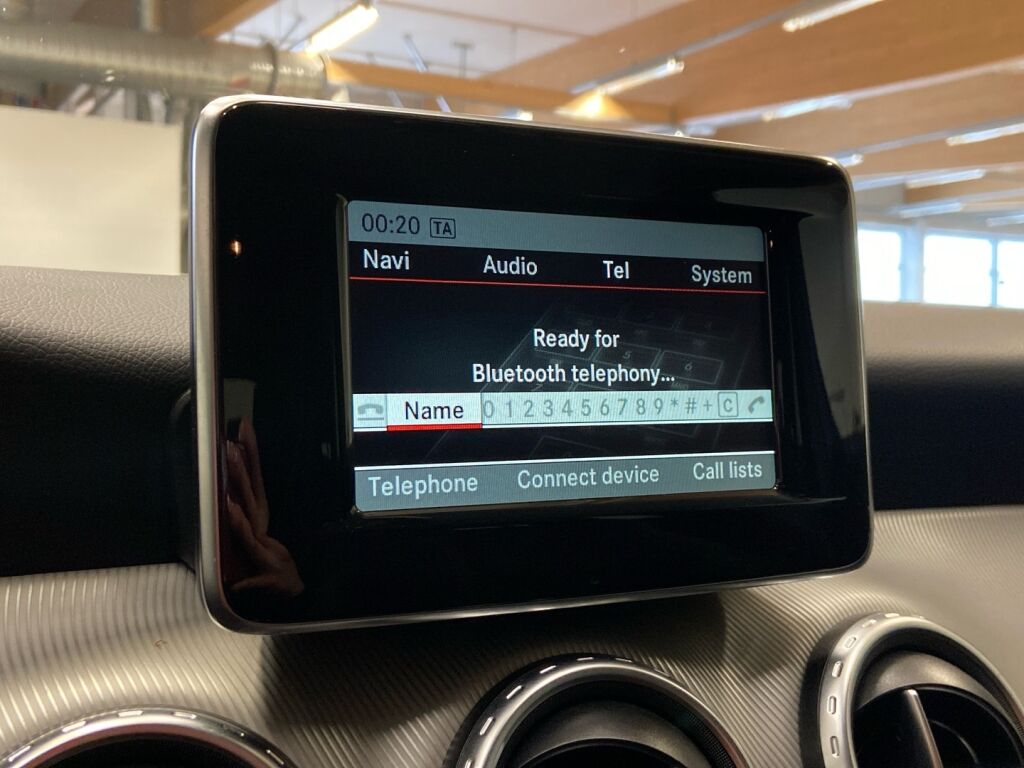 00:20 TA
Navi Audio Tel System
Ready for
Bluetooth telephony...
Name 0 1 2 3 4 5 6 7 8 9 * # + C
Telephone Connect device Call lists